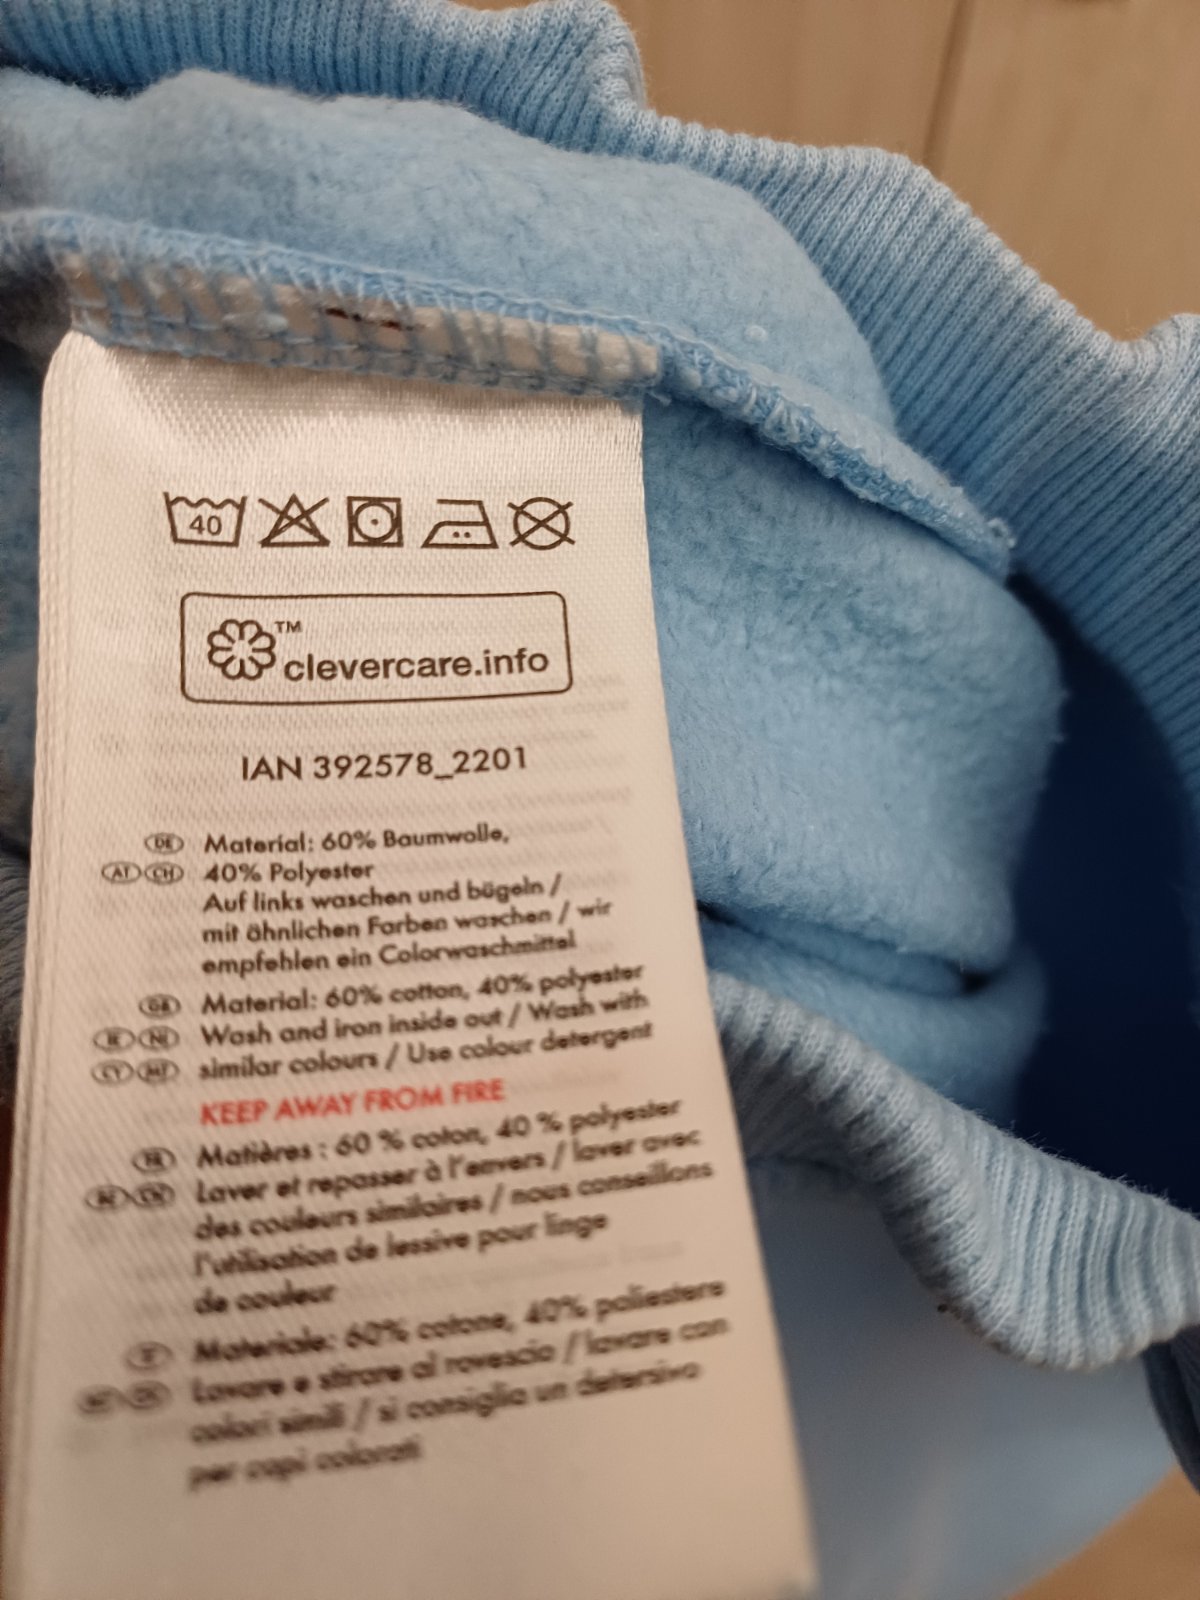 40
TM
clevercare.info
IAN 392578_2201
DE Material: 60% Baumwolle,
AT CH 40% Polyester
Auf links waschen und bügeln /
mit ähnlichen Farben waschen / wir
empfehlen ein Colorwaschmittel
GB Material: 60% cotton, 40% polyester
IE NI Wash and iron inside out / Wash with
CY MT similar colours / Use colour detergent
KEEP AWAY FROM FIRE
FR Matières : 60 % coton, 40 % polyester
BE CH Laver et repasser à l'envers / laver avec
des couleurs similaires / nous conseillons
l'utilisation de lessive pour linge
de couleur
IT Materiale: 60% cotone, 40% poliestere
Lavare e stirare al rovescio / lavare con
colori simili / si consiglia un detersivo
per capi colorati